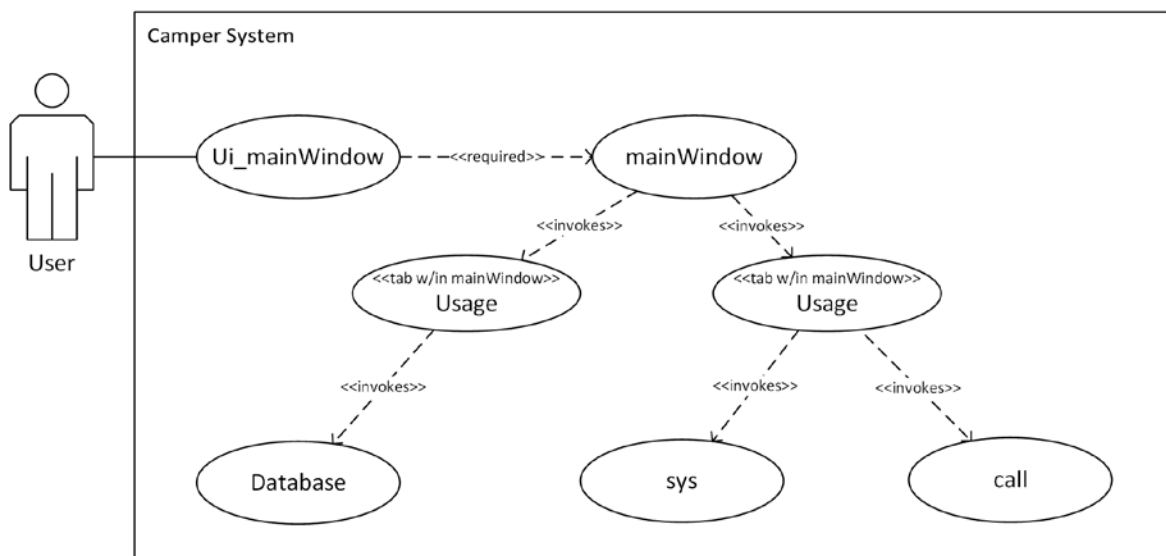 Camper System
Ui_mainWindow
<<required>>
mainWindow
User
<<invokes>>
<<invokes>>
<<tab w/in mainWindow>>
Usage
<<tab w/in mainWindow>>
Usage
<<invokes>>
<<invokes>>
<<invokes>>
Database
sys
call